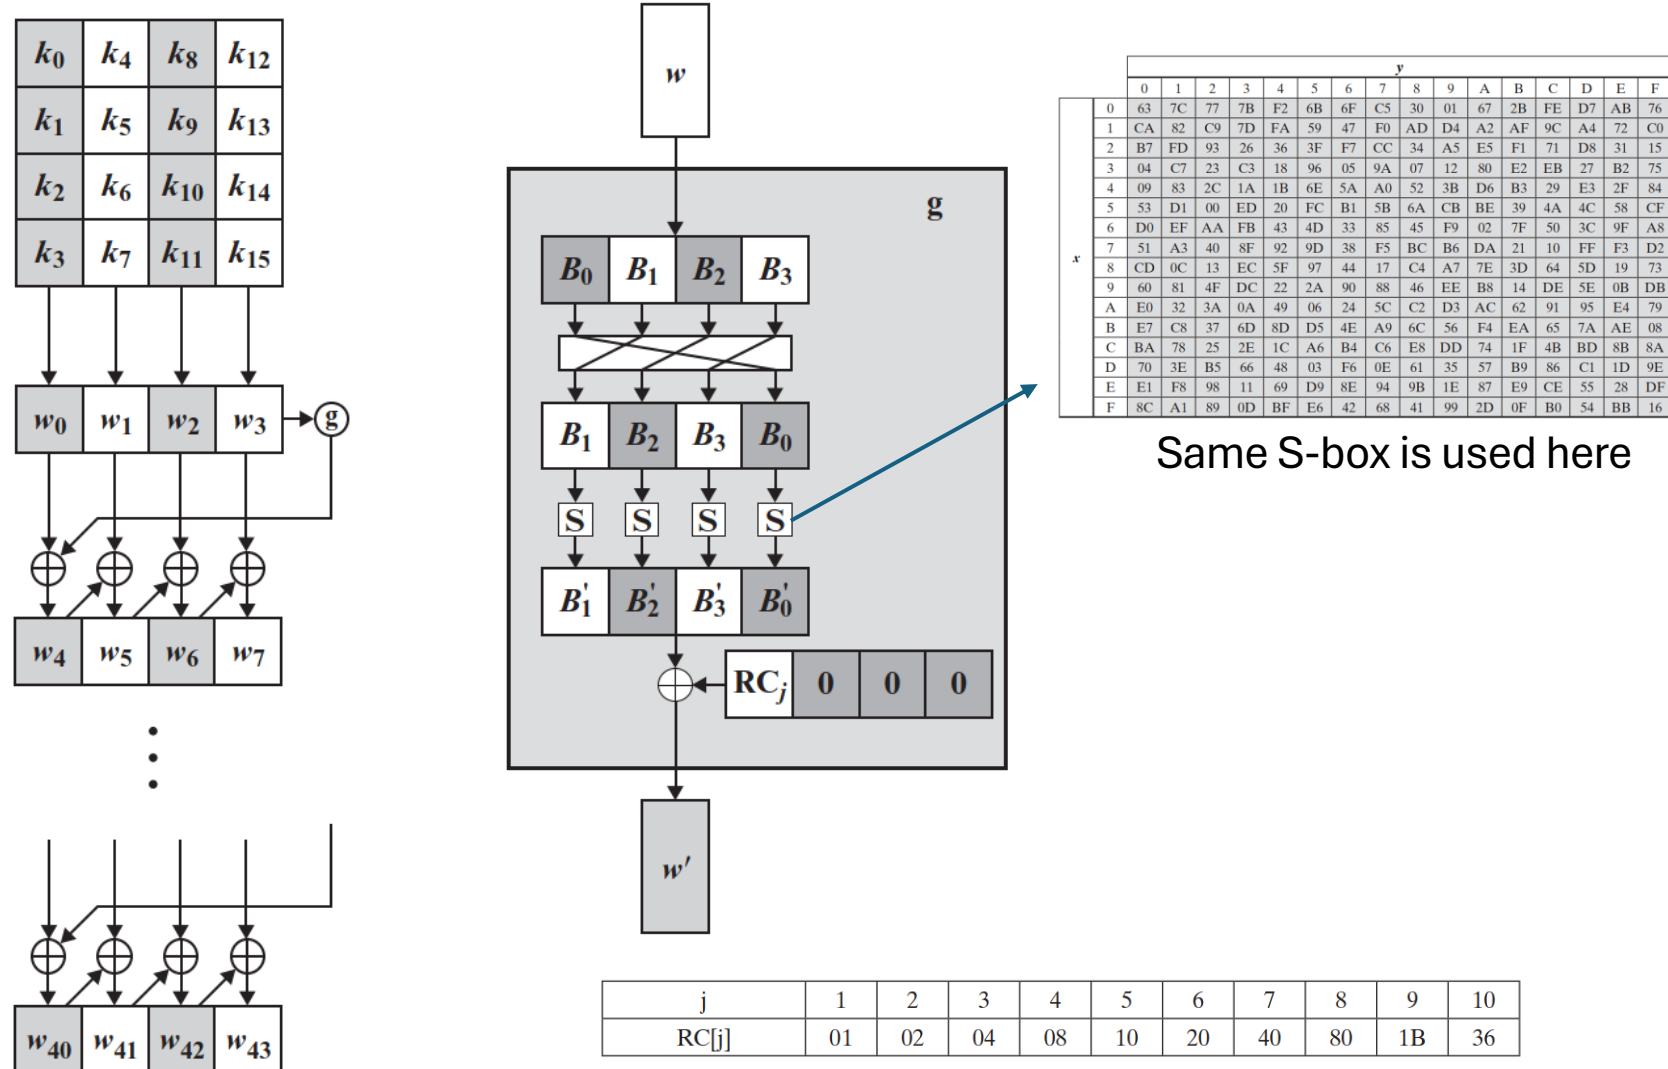 k0 k4 k8 k12
k1 k5 k9 k13
k2 k6 k10 k14
k3 k7 k11 k15
w0 w1 w2 w3 g
w4 w5 w6 w7
w40 w41 w42 w43
w
g
B0 B1 B2 B3
B1 B2 B3 B0
S S S S
B'1 B'2 B'3 B'0
RCj 0 0 0
w′
y
0 1 2 3 4 5 6 7 8 9 A B C D E F
x
0 63 7C 77 7B F2 6B 6F C5 30 01 67 2B FE D7 AB 76
1 CA 82 C9 7D FA 59 47 F0 AD D4 A2 AF 9C A4 72 C0
2 B7 FD 93 26 36 3F F7 CC 34 A5 E5 F1 71 D8 31 15
3 04 C7 23 C3 18 96 05 9A 07 12 80 E2 EB 27 B2 75
4 09 83 2C 1A 1B 6E 5A A0 52 3B D6 B3 29 E3 2F 84
5 53 D1 00 ED 20 FC B1 5B 6A CB BE 39 4A 4C 58 CF
6 D0 EF AA FB 43 4D 33 85 45 F9 02 7F 50 3C 9F A8
7 51 A3 40 8F 92 9D 38 F5 BC B6 DA 21 10 FF F3 D2
8 CD 0C 13 EC 5F 97 44 17 C4 A7 7E 3D 64 5D 19 73
9 60 81 4F DC 22 2A 90 88 46 EE B8 14 DE 5E 0B DB
A E0 32 3A 0A 49 06 24 5C C2 D3 AC 62 91 95 E4 79
B E7 C8 37 6D 8D D5 4E A9 6C 56 F4 EA 65 7A AE 08
C BA 78 25 2E 1C A6 B4 C6 E8 DD 74 1F 4B BD 8B 8A
D 70 3E B5 66 48 03 F6 0E 61 35 57 B9 86 C1 1D 9E
E E1 F8 98 11 69 D9 8E 94 9B 1E 87 E9 CE 55 28 DF
F 8C A1 89 0D BF E6 42 68 41 99 2D 0F B0 54 BB 16
Same S-box is used here
j 1 2 3 4 5 6 7 8 9 10
RC[j] 01 02 04 08 10 20 40 80 1B 36